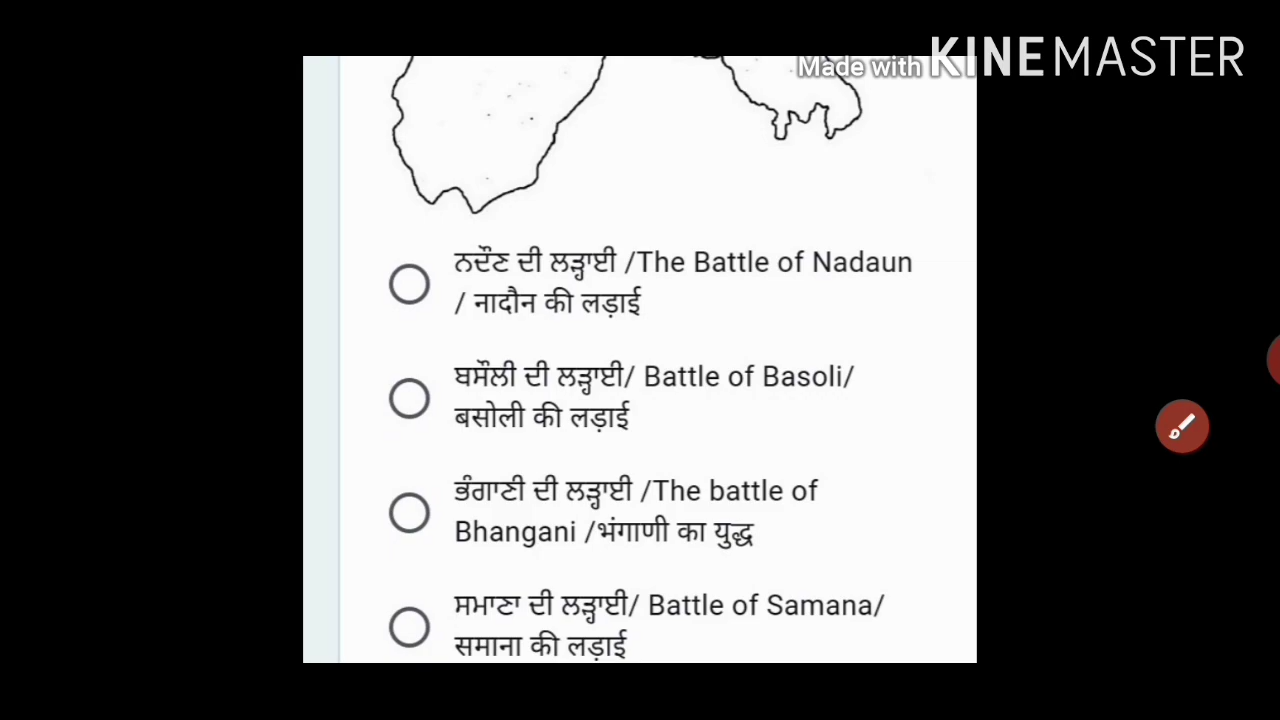 Made with KINEMASTER
ਨਦੌਣ ਦੀ ਲੜ੍ਹਾਈ /The Battle of Nadaun
/ नादौन की लड़ाई
ਬਸੌਲੀ ਦੀ ਲੜ੍ਹਾਈ/ Battle of Basoli/
बसोली की लड़ाई
ਭੰਗਾਣੀ ਦੀ ਲੜ੍ਹਾਈ /The battle of
Bhangani /भंगाणी का युद्ध
ਸਮਾਣਾ ਦੀ ਲੜ੍ਹਾਈ/ Battle of Samana/
समाना की लड़ाई